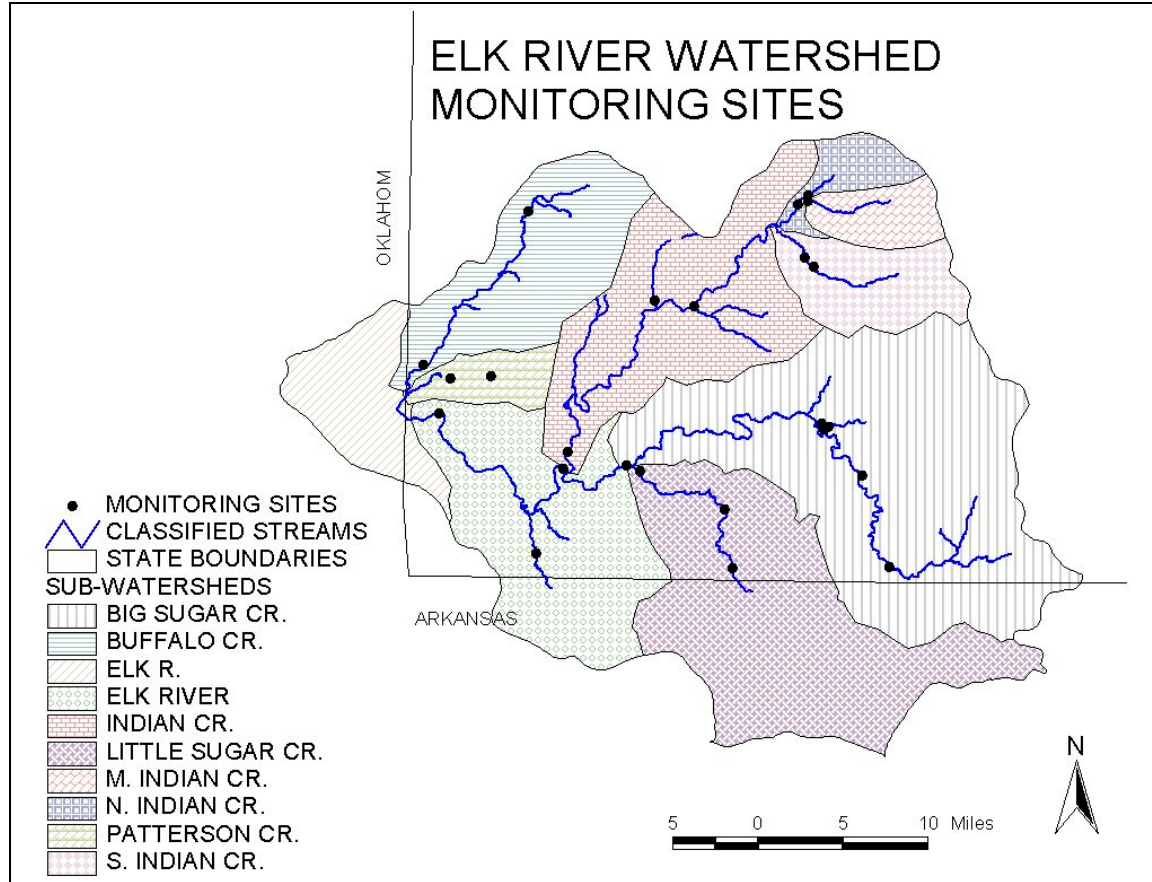 ELK RIVER WATERSHED
MONITORING SITES
OKLAHOM
MONITORING SITES
CLASSIFIED STREAMS
STATE BOUNDARIES
SUB-WATERSHEDS
BIG SUGAR CR.
BUFFALO CR.
ELK R.
ELK RIVER
INDIAN CR.
LITTLE SUGAR CR.
M. INDIAN CR.
N. INDIAN CR.
PATTERSON CR.
S. INDIAN CR.
ARKANSAS
N
5 0 5 10 Miles